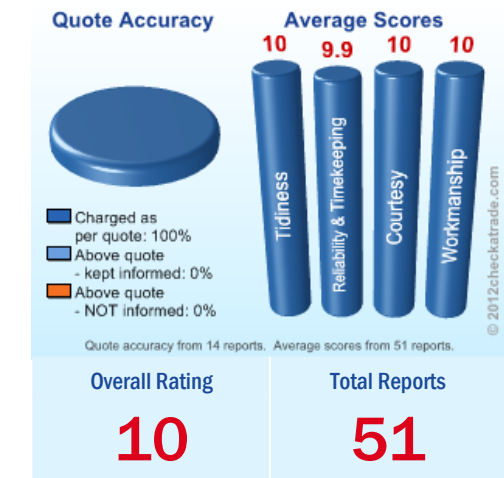 Quote Accuracy
Average Scores
10
9.9
10
10
Tidiness
Reliability & Timekeeping
Courtesy
Workmanship
Charged as
per quote: 100%
Above quote
- kept informed: 0%
Above quote
- NOT informed: 0%
© 2012checkatrade.com
Quote accuracy from 14 reports. Average scores from 51 reports.
Overall Rating
10
Total Reports
51